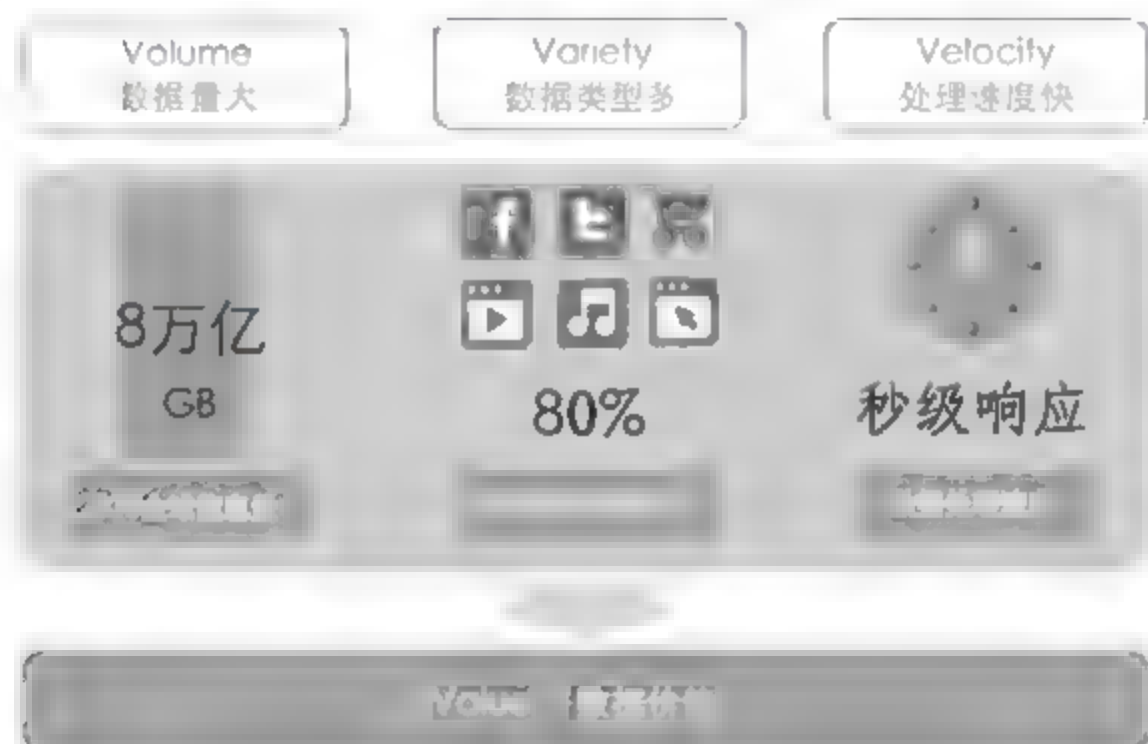 Volume
数据量大
Variety
数据类型多
Velocity
处理速度快
8万亿
GB
80%
秒级响应
Value